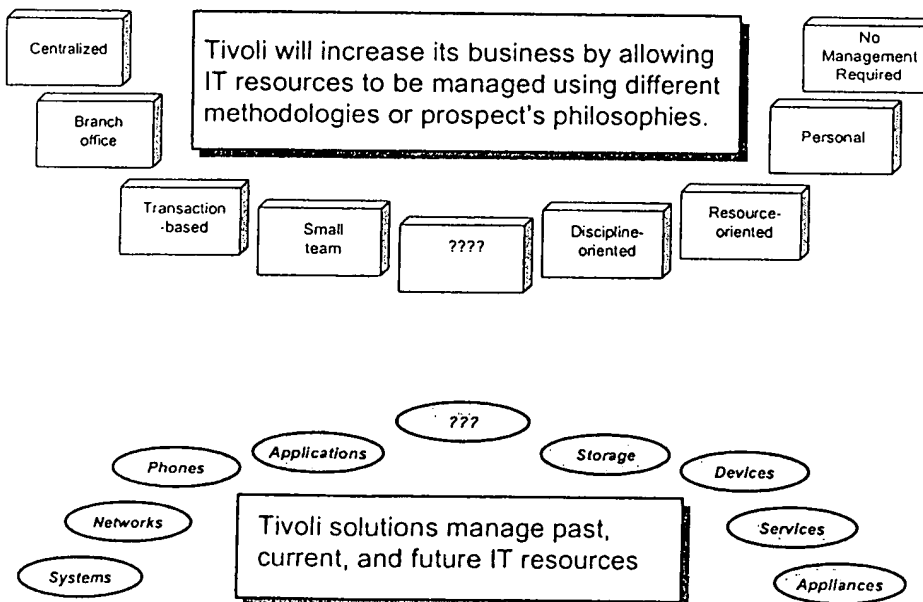 Centralized
Tivoli will increase its business by allowing
IT resources to be managed using different
methodologies or prospect's philosophies.
No
Management
Required
Branch
office
Personal
Transaction
-based
Small
team
????
Discipline-
oriented
Resource-
oriented
???
Applications
Storage
Phones
Devices
Networks
Services
Tivoli solutions manage past,
current, and future IT resources
Systems
Appliances